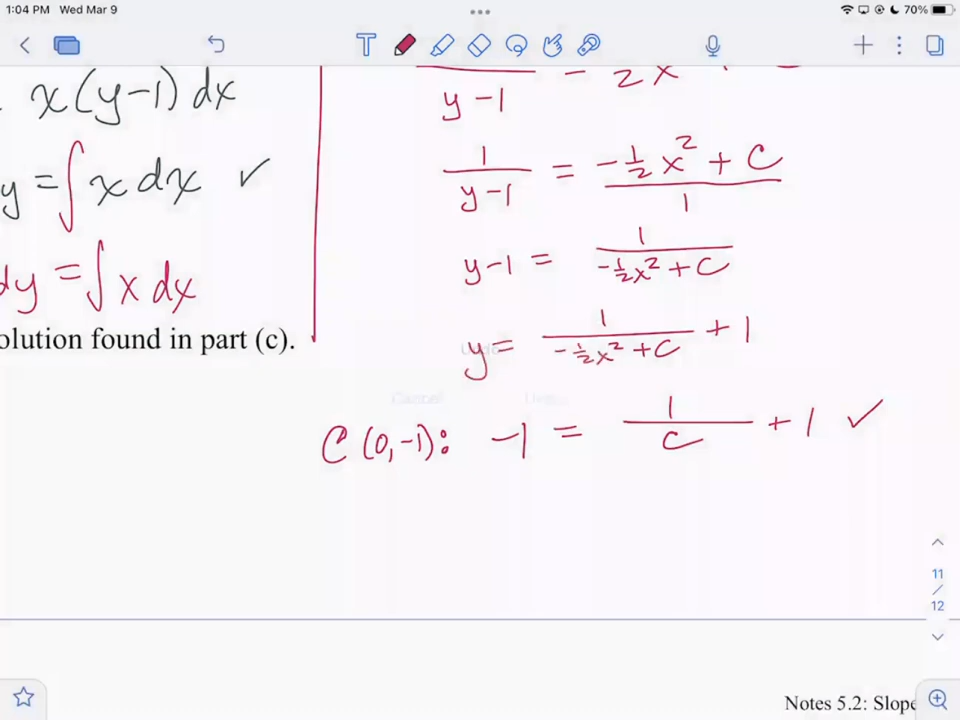 1:04 PM Wed Mar 9 70%
x(y-1) dx
y = ∫ x dx ✓
dy = ∫ x dx
olution found in part (c).
y-1 2x
1/(y-1) = (-½x² + C)/1
y-1 = 1/(-½x² + C)
y = 1/(-½x² + C) + 1
Cancel
C (0,-1): -1 = 1/C + 1 ✓
11
/
12
Notes 5.2: Slope